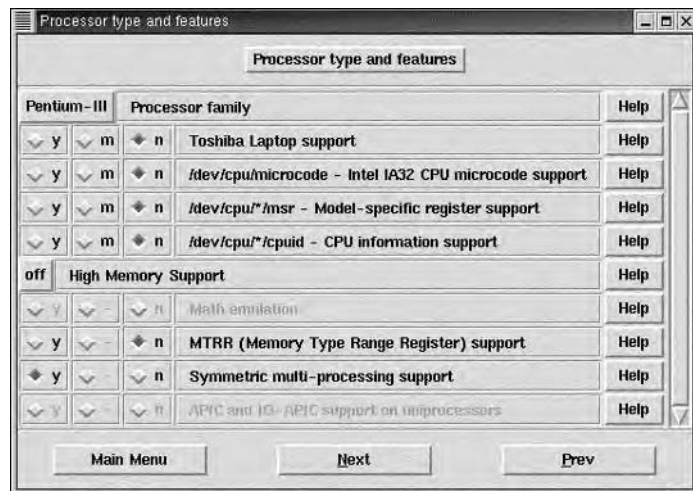 Processor type and features
Processor type and features
Pentium-III Processor family Help
y m n Toshiba Laptop support Help
y m n /dev/cpu/microcode - Intel IA32 CPU microcode support Help
y m n /dev/cpu/*/msr - Model-specific register support Help
y m n /dev/cpu/*/cpuid - CPU information support Help
off High Memory Support Help
y - n Math emulation Help
y - n MTRR (Memory Type Range Register) support Help
y - n Symmetric multi-processing support Help
y - n APIC and IO-APIC support on uniprocessors Help
Main Menu Next Prev